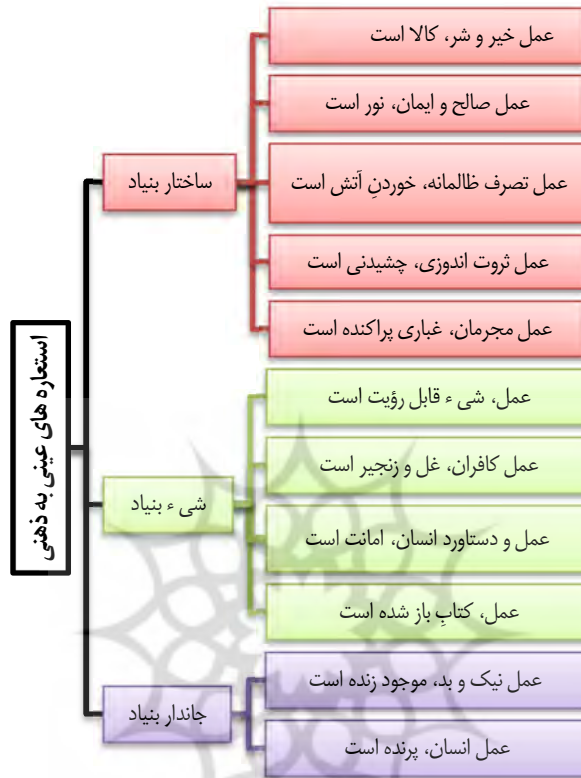 استعاره های عینی به ذهنی
ساختار بنیاد
عمل خیر و شر، کالا است
عمل صالح و ایمان، نور است
عمل تصرف ظالمانه، خوردنِ آتش است
عمل ثروت اندوزی، چشیدنی است
عمل مجرمان، غباری پراکنده است
شی ء بنیاد
عمل، شی ء قابل رؤیت است
عمل کافران، غل و زنجیر است
عمل و دستاورد انسان، امانت است
عمل، کتابِ باز شده است
جاندار بنیاد
عمل نیک و بد، موجود زنده است
عمل انسان، پرنده است